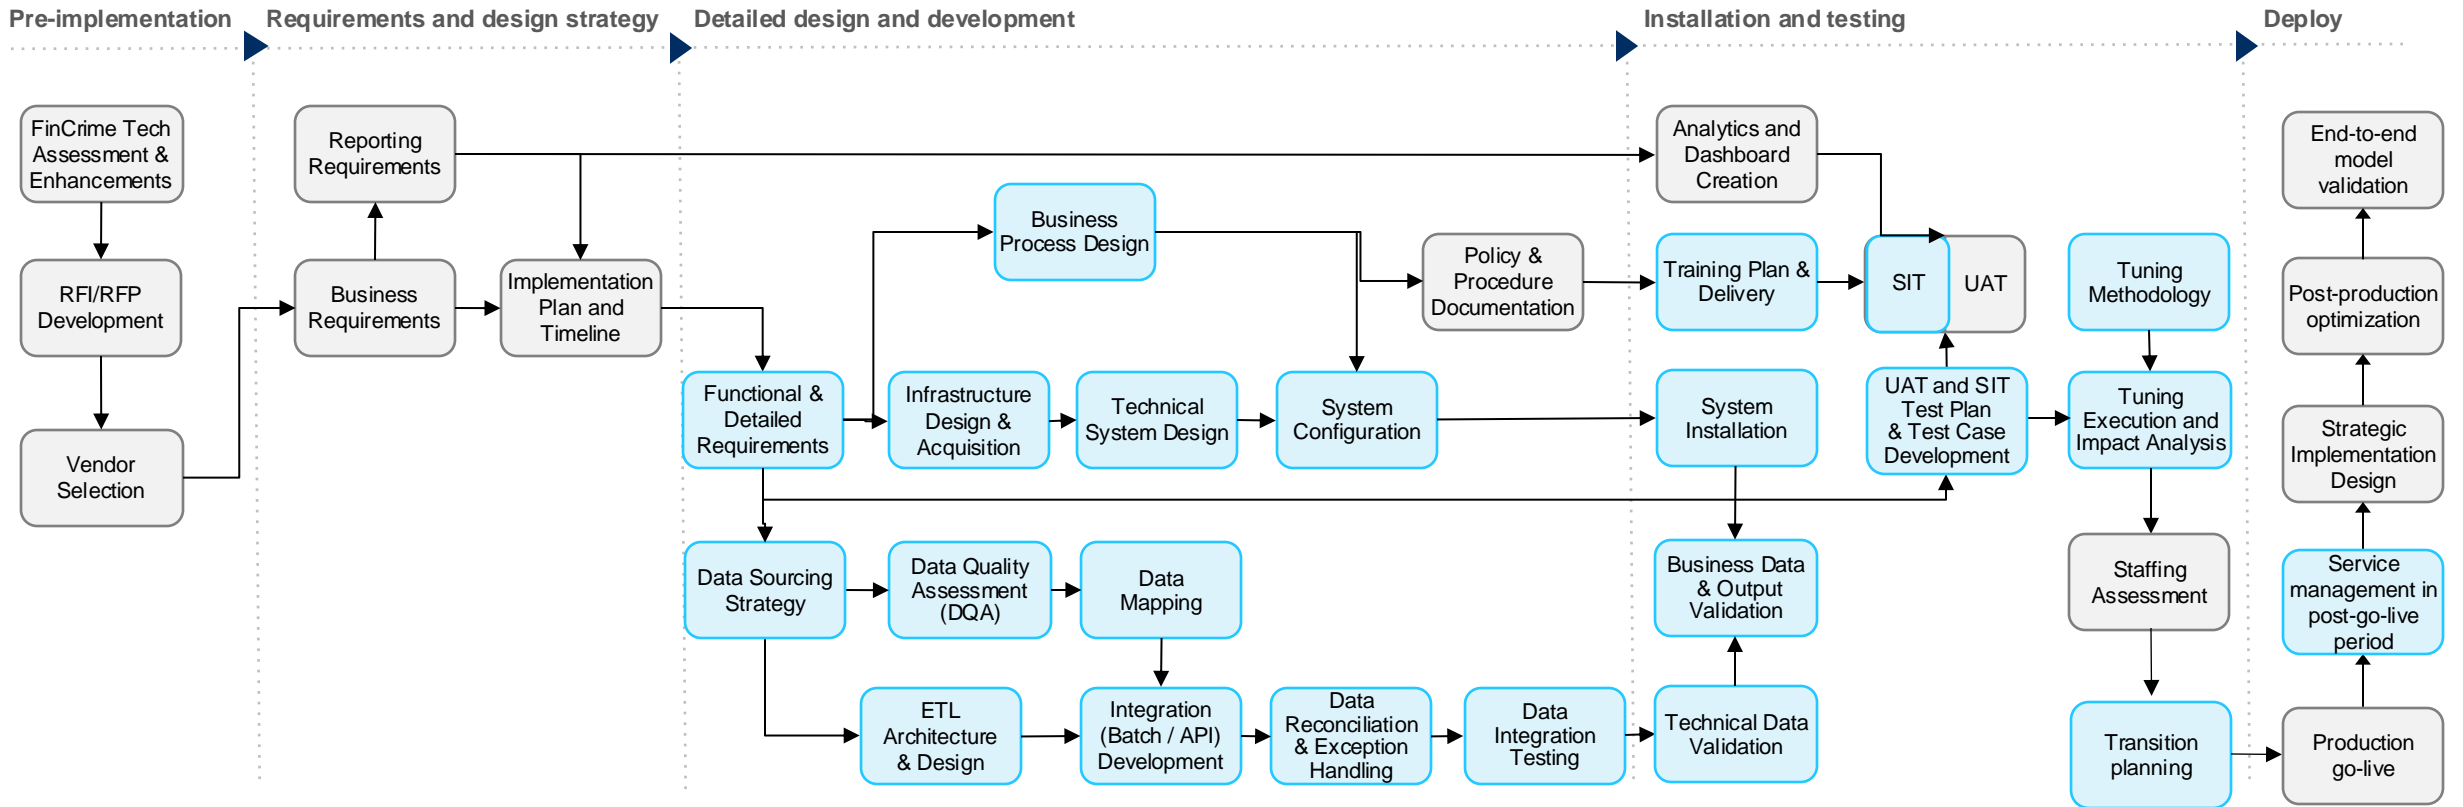 Pre-implementation
Requirements and design strategy
Detailed design and development
Installation and testing
Deploy
FinCrime Tech
Assessment &
Enhancements
RFI/RFP
Development
Vendor
Selection
Reporting
Requirements
Business
Requirements
Implementation
Plan and
Timeline
Business
Process Design
Policy &
Procedure
Documentation
Functional &
Detailed
Requirements
Infrastructure
Design &
Acquisition
Technical
System Design
System
Configuration
Data Sourcing
Strategy
Data Quality
Assessment
(DQA)
Data
Mapping
ETL
Architecture
& Design
Integration
(Batch / API)
Development
Data
Reconciliation
& Exception
Handling
Data
Integration
Testing
Analytics and
Dashboard
Creation
Training Plan &
Delivery
SIT
UAT
Tuning
Methodology
System
Installation
UAT and SIT
Test Plan
& Test Case
Development
Tuning
Execution and
Impact Analysis
Business Data
& Output
Validation
Staffing
Assessment
Technical Data
Validation
Transition
planning
End-to-end
model
validation
Post-production
optimization
Strategic
Implementation
Design
Service
management in
post-go-live
period
Production
go-live